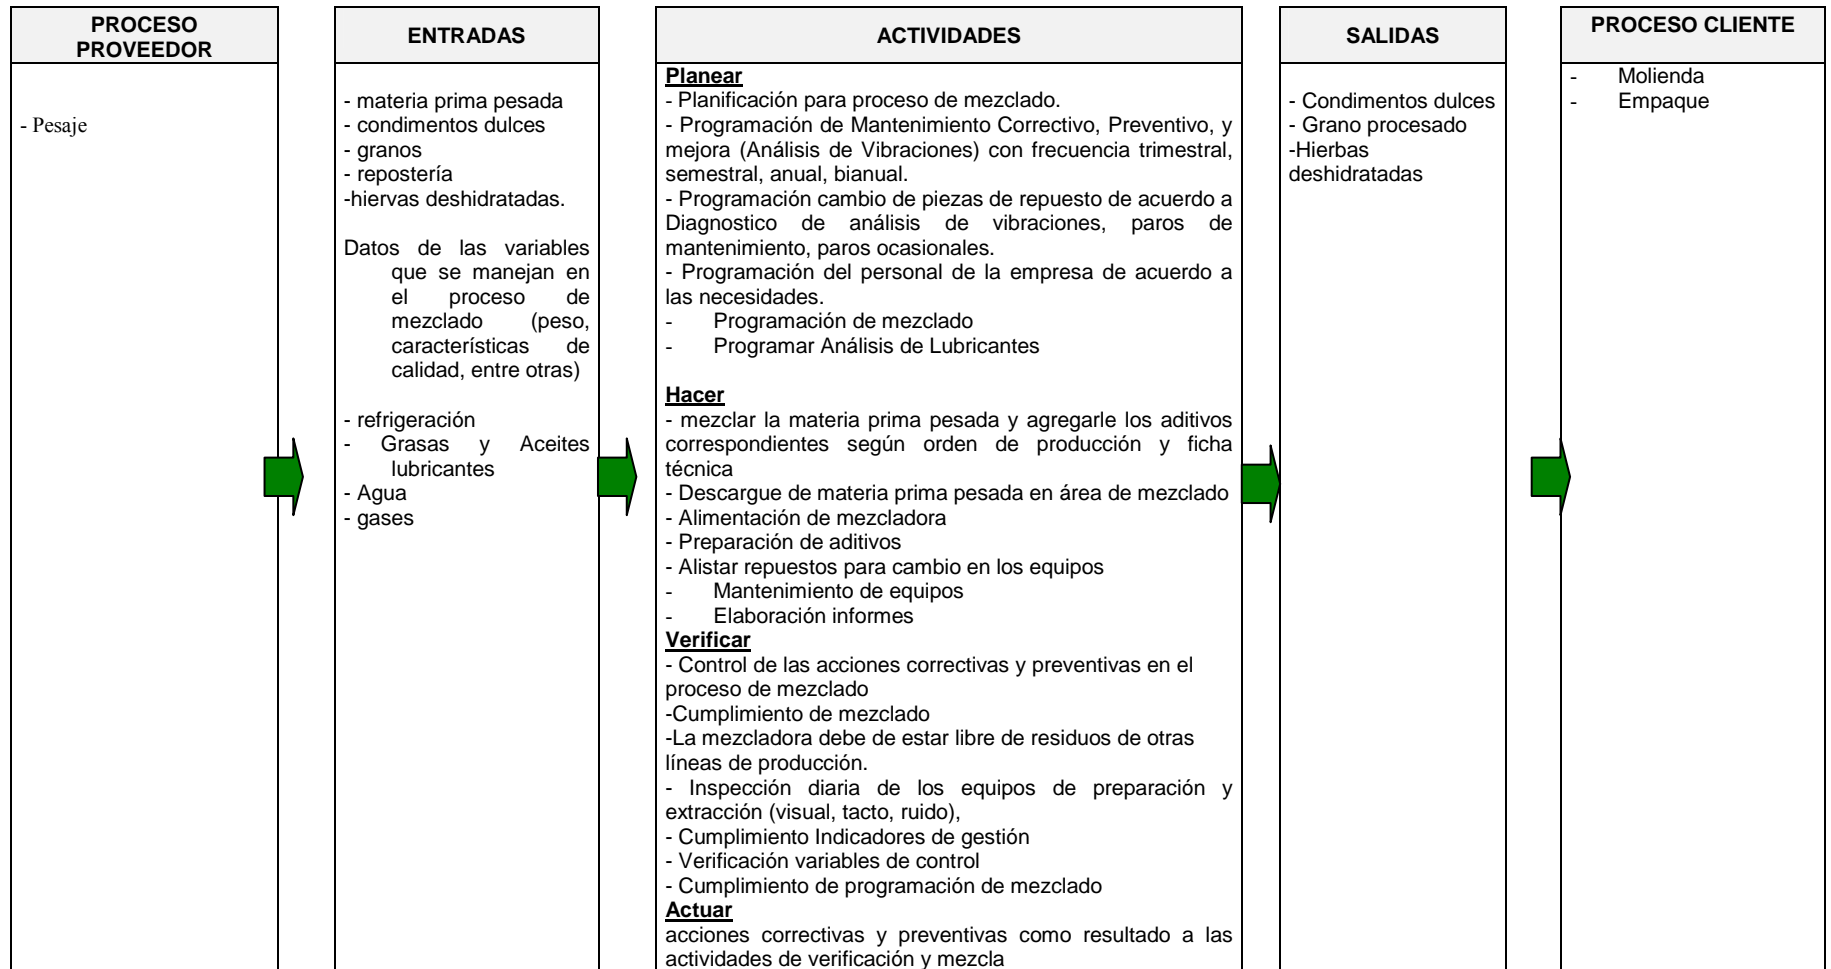 PROCESO
PROVEEDOR
- Pesaje
ENTRADAS
- materia prima pesada
- condimentos dulces
- granos
- repostería
-hiervas deshidratadas.
Datos de las variables
que se manejan en
el proceso de
mezclado (peso,
características de
calidad, entre otras)
- refrigeración
- Grasas y Aceites
lubricantes
- Agua
- gases
ACTIVIDADES
Planear
- Planificación para proceso de mezclado.
- Programación de Mantenimiento Correctivo, Preventivo, y
mejora (Análisis de Vibraciones) con frecuencia trimestral,
semestral, anual, bianual.
- Programación cambio de piezas de repuesto de acuerdo a
Diagnostico de análisis de vibraciones, paros de
mantenimiento, paros ocasionales.
- Programación del personal de la empresa de acuerdo a
las necesidades.
- Programación de mezclado
- Programar Análisis de Lubricantes
Hacer
- mezclar la materia prima pesada y agregarle los aditivos
correspondientes según orden de producción y ficha
técnica
- Descargue de materia prima pesada en área de mezclado
- Alimentación de mezcladora
- Preparación de aditivos
- Alistar repuestos para cambio en los equipos
- Mantenimiento de equipos
- Elaboración informes
Verificar
- Control de las acciones correctivas y preventivas en el
proceso de mezclado
-Cumplimiento de mezclado
-La mezcladora debe de estar libre de residuos de otras
líneas de producción.
- Inspección diaria de los equipos de preparación y
extracción (visual, tacto, ruido),
- Cumplimiento Indicadores de gestión
- Verificación variables de control
- Cumplimiento de programación de mezclado
Actuar
acciones correctivas y preventivas como resultado a las
actividades de verificación y mezcla
SALIDAS
- Condimentos dulces
- Grano procesado
-Hierbas
deshidratadas
PROCESO CLIENTE
- Molienda
- Empaque